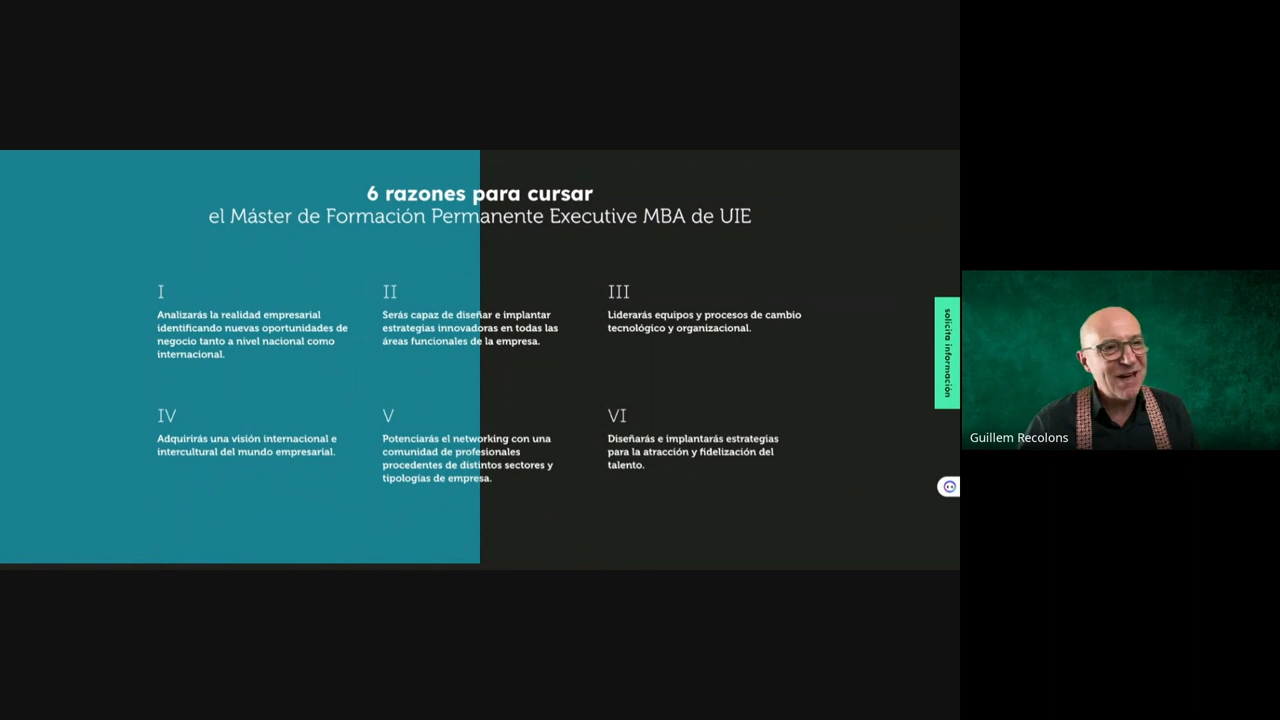 6 razones para cursar
el Máster de Formación Permanente Executive MBA de UIE
I
Analizarás la realidad empresarial
identificando nuevas oportunidades de
negocio tanto a nivel nacional como
internacional.
II
Serás capaz de diseñar e implantar
estrategias innovadoras en todas las
áreas funcionales de la empresa.
III
Liderarás equipos y procesos de cambio
tecnológico y organizacional.
IV
Adquirirás una visión internacional e
intercultural del mundo empresarial.
V
Potenciarás el networking con una
comunidad de profesionales
procedentes de distintos sectores y
tipologías de empresa.
VI
Diseñarás e implantarás estrategias
para la atracción y fidelización del
talento.
solicita información
Guillem Recolons